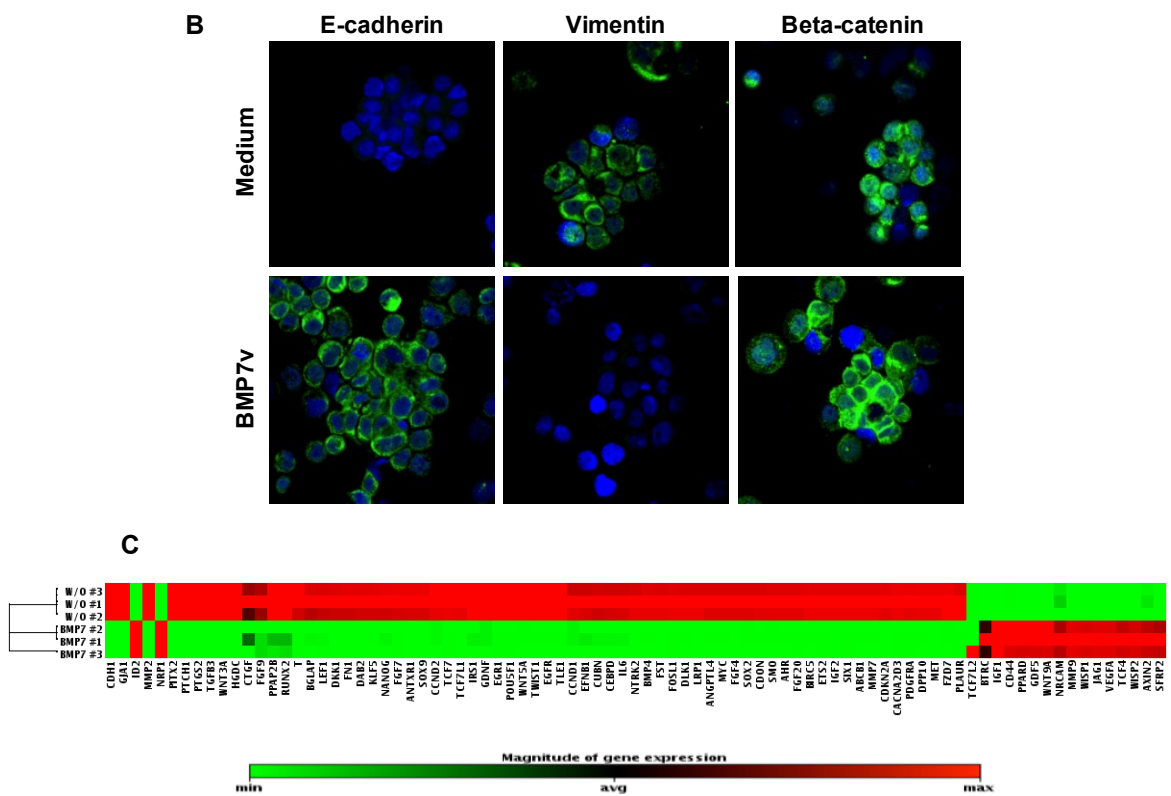 B
E-cadherin
Vimentin
Beta-catenin
Medium
BMP7v
C
W/O #3
W/O #1
W/O #2
BMP7 #2
BMP7 #1
BMP7 #3
CDH1
GJA1
ID2
MMP2
NRP1
PITX2
PTCH1
PTGS2
TGFB3
WNT3A
HGDC
CTGF
FGF9
PPAP2B
RUNX2
T
BGLAP
LEF1
DKK1
FN1
DAB2
KLF5
NANOG
FGF7
ANTXR1
SOX9
CCND2
TCF7
TCF7L1
IRS1
GDNF
EGR1
POU5F1
WNT5A
TWIST1
EGFR
TLE1
CCND1
EFNB1
CUBN
CEBPD
IL6
NTRK2
BMP4
FST
FOSL1
DLK1
LRP1
ANGPTL4
MYC
FGF4
SOX2
CDON
SMO
AHR
FGF20
BIRC5
ETS2
IGF2
SIX1
ABCB1
MMP7
CDKN2A
CACNA2D3
PDGFRA
DPP10
MET
FZD7
PLAUR
TCF7L2
BTRC
IGF1
CD44
PPARD
GDF5
WNT9A
NRCAM
MMP9
WISP1
JAG1
VEGFA
TCF4
WISP2
AXIN2
SFRP2
Magnitude of gene expression
min avg max